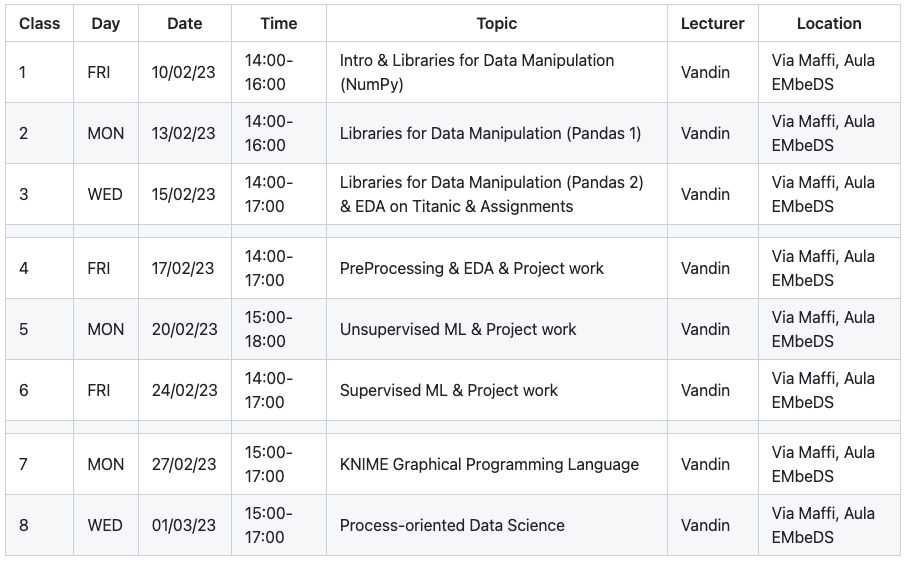 Class Day Date Time Topic Lecturer Location
1 FRI 10/02/23 14:00-16:00 Intro & Libraries for Data Manipulation (NumPy) Vandin Via Maffi, Aula EMbeDS
2 MON 13/02/23 14:00-16:00 Libraries for Data Manipulation (Pandas 1) Vandin Via Maffi, Aula EMbeDS
3 WED 15/02/23 14:00-17:00 Libraries for Data Manipulation (Pandas 2) & EDA on Titanic & Assignments Vandin Via Maffi, Aula EMbeDS
4 FRI 17/02/23 14:00-17:00 PreProcessing & EDA & Project work Vandin Via Maffi, Aula EMbeDS
5 MON 20/02/23 15:00-18:00 Unsupervised ML & Project work Vandin Via Maffi, Aula EMbeDS
6 FRI 24/02/23 14:00-17:00 Supervised ML & Project work Vandin Via Maffi, Aula EMbeDS
7 MON 27/02/23 15:00-17:00 KNIME Graphical Programming Language Vandin Via Maffi, Aula EMbeDS
8 WED 01/03/23 15:00-17:00 Process-oriented Data Science Vandin Via Maffi, Aula EMbeDS